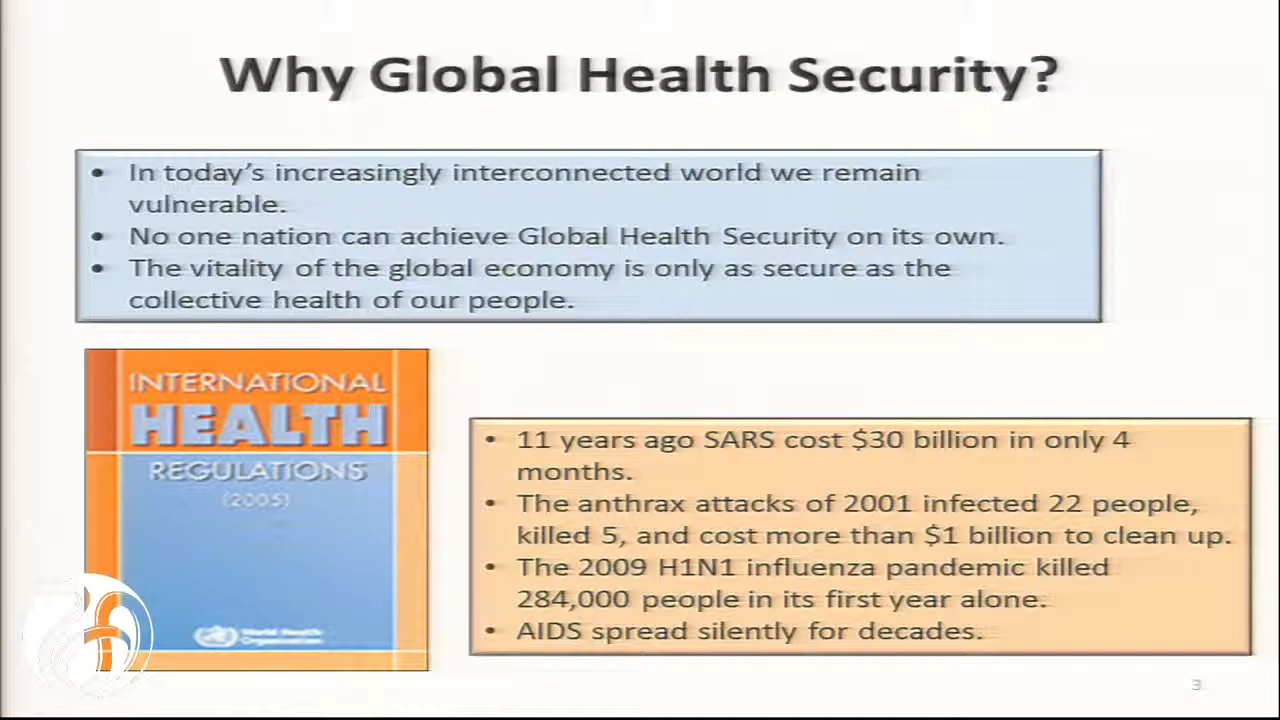 Why Global Health Security?
• In today's increasingly interconnected world we remain
vulnerable.
• No one nation can achieve Global Health Security on its own.
• The vitality of the global economy is only as secure as the
collective health of our people.
INTERNATIONAL
HEALTH
REGULATIONS
(2005)
World Health
Organization
• 11 years ago SARS cost $30 billion in only 4
months.
• The anthrax attacks of 2001 infected 22 people,
killed 5, and cost more than $1 billion to clean up.
• The 2009 H1N1 influenza pandemic killed
284,000 people in its first year alone.
• AIDS spread silently for decades.
3